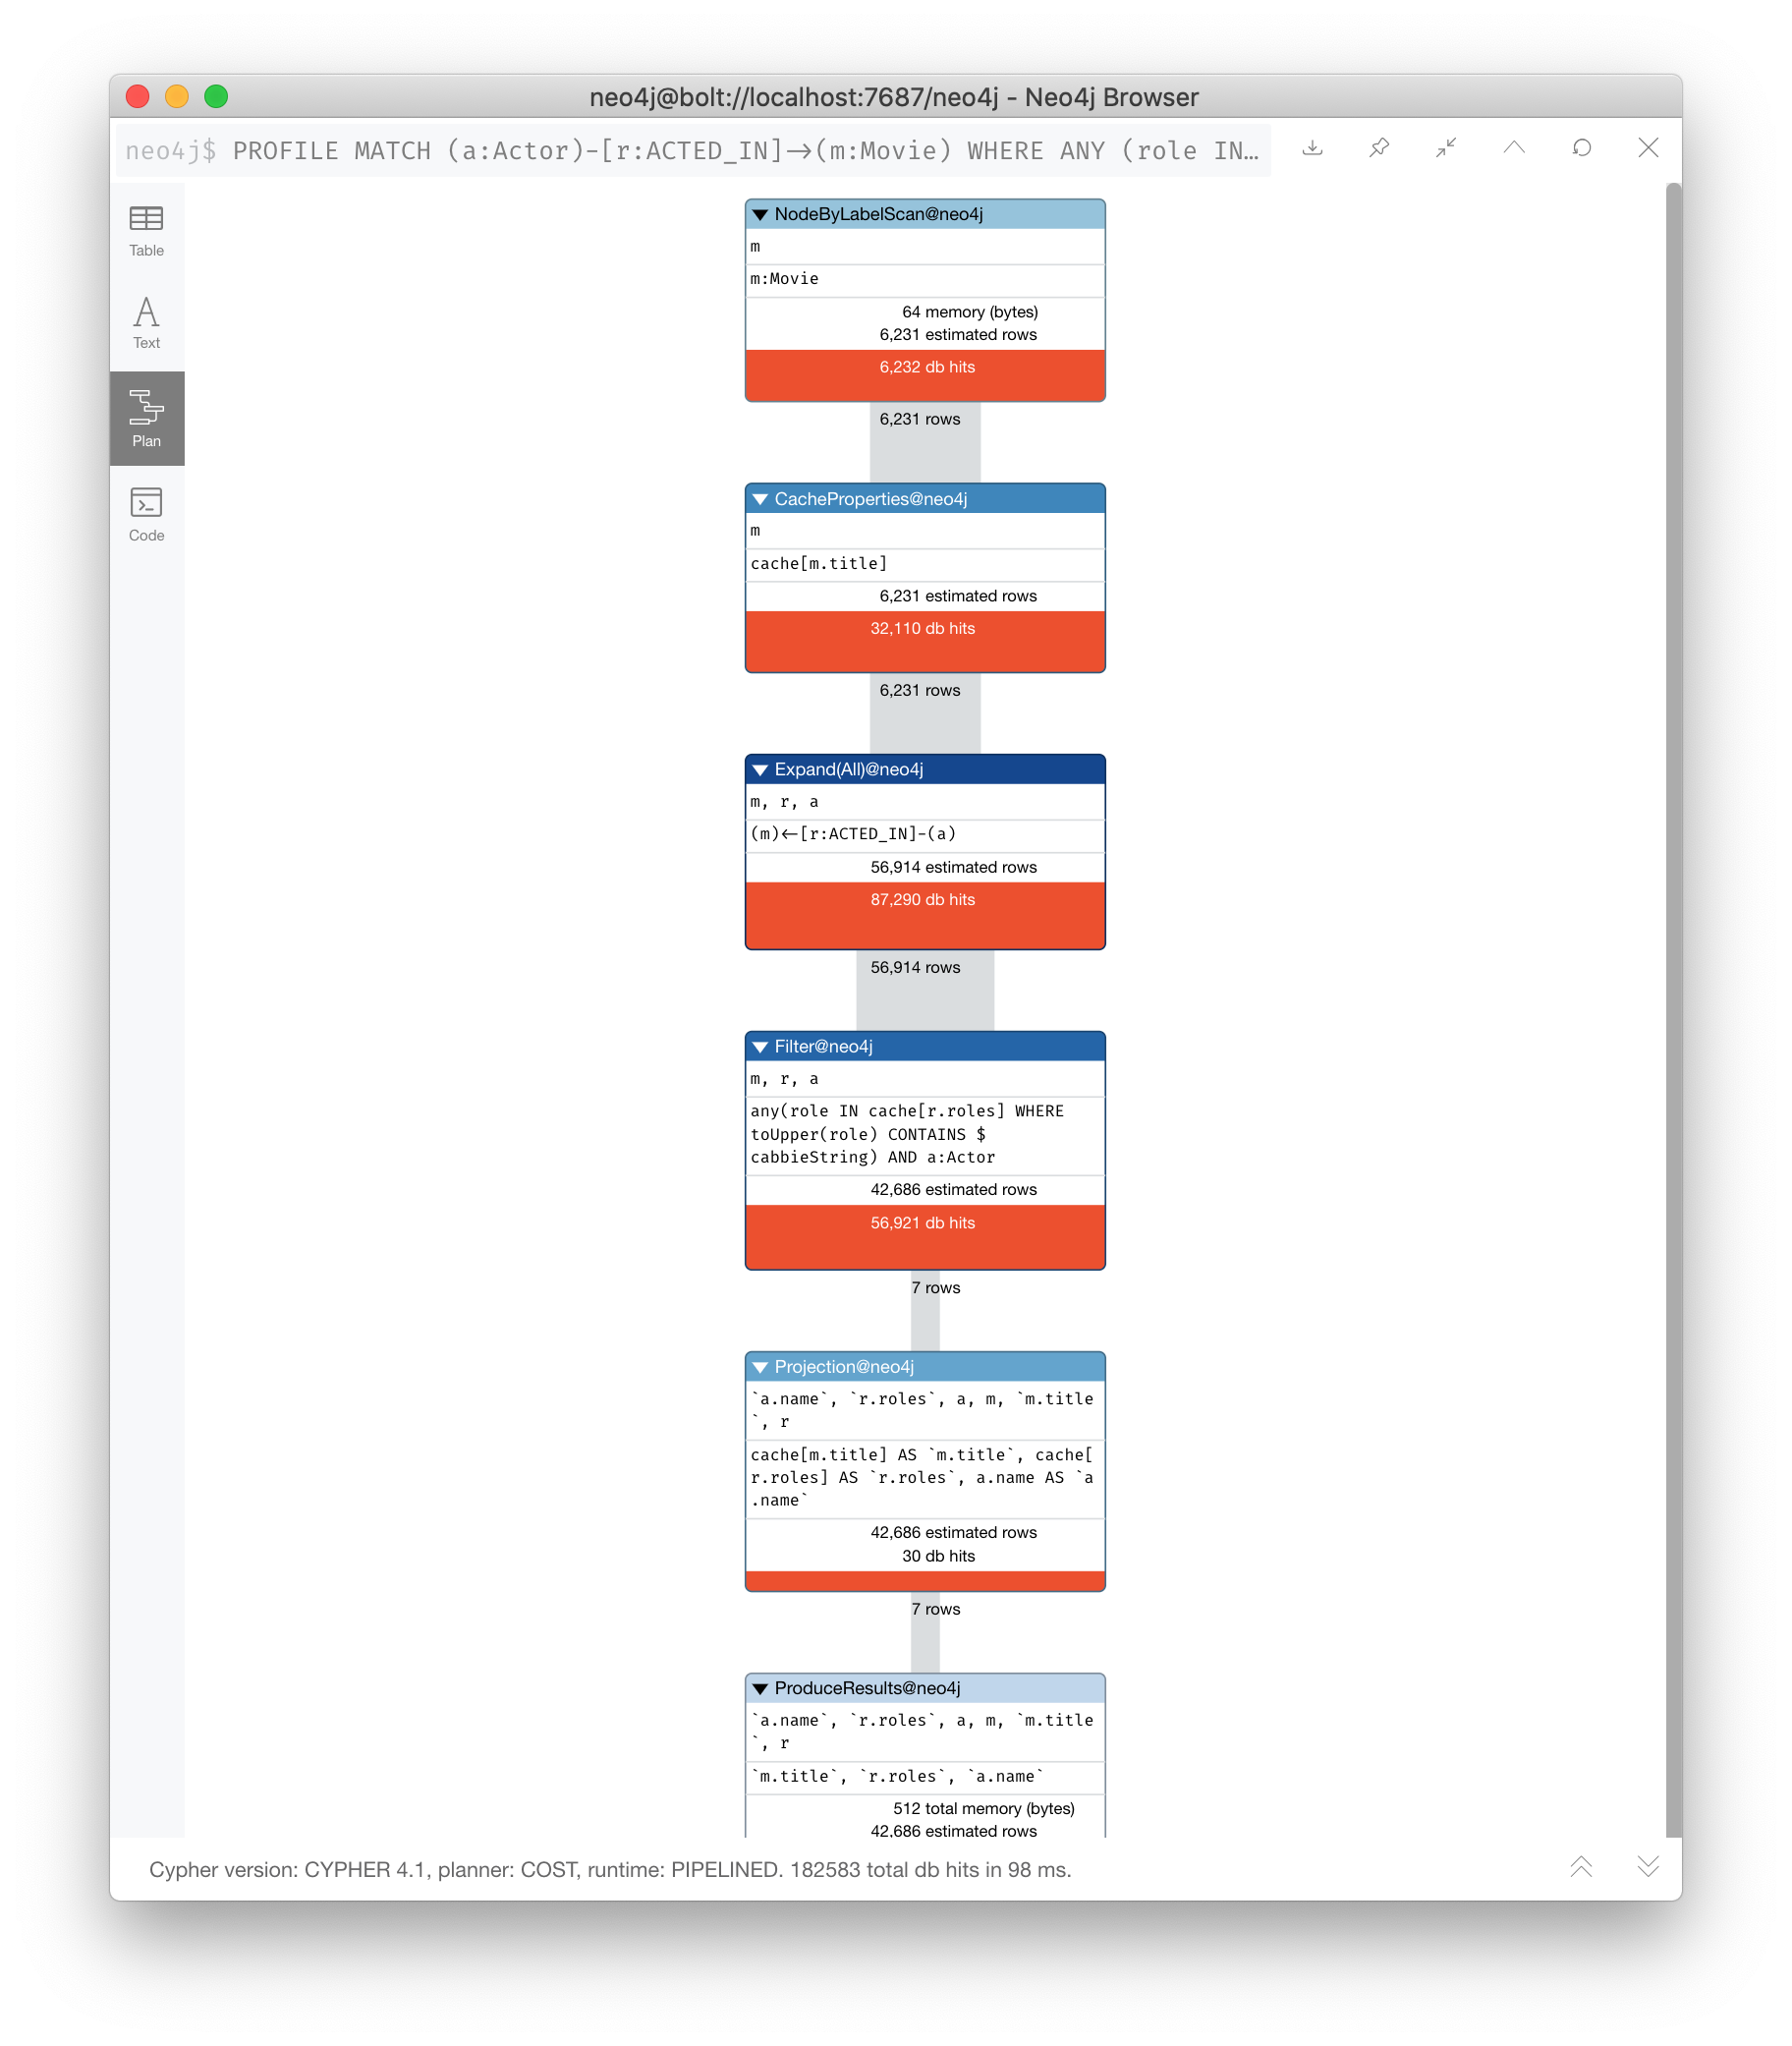 neo4j@bolt://localhost:7687/neo4j - Neo4j Browser
neo4j$ PROFILE MATCH (a:Actor)-[r:ACTED_IN]->(m:Movie) WHERE ANY (role IN…
Table
Text
Plan
Code
NodeByLabelScan@neo4j
m
m:Movie
64 memory (bytes)
6,231 estimated rows
6,232 db hits
6,231 rows
CacheProperties@neo4j
m
cache[m.title]
6,231 estimated rows
32,110 db hits
6,231 rows
Expand(All)@neo4j
m, r, a
(m)<-[r:ACTED_IN]-(a)
56,914 estimated rows
87,290 db hits
56,914 rows
Filter@neo4j
m, r, a
any(role IN cache[r.roles] WHERE
toUpper(role) CONTAINS $
cabbieString) AND a:Actor
42,686 estimated rows
56,921 db hits
7 rows
Projection@neo4j
`a.name`, `r.roles`, a, m, `m.title
`, r
cache[m.title] AS `m.title`, cache[
r.roles] AS `r.roles`, a.name AS `a
.name`
42,686 estimated rows
30 db hits
7 rows
ProduceResults@neo4j
`a.name`, `r.roles`, a, m, `m.title
`, r
`m.title`, `r.roles`, `a.name`
512 total memory (bytes)
42,686 estimated rows
Cypher version: CYPHER 4.1, planner: COST, runtime: PIPELINED. 182583 total db hits in 98 ms.